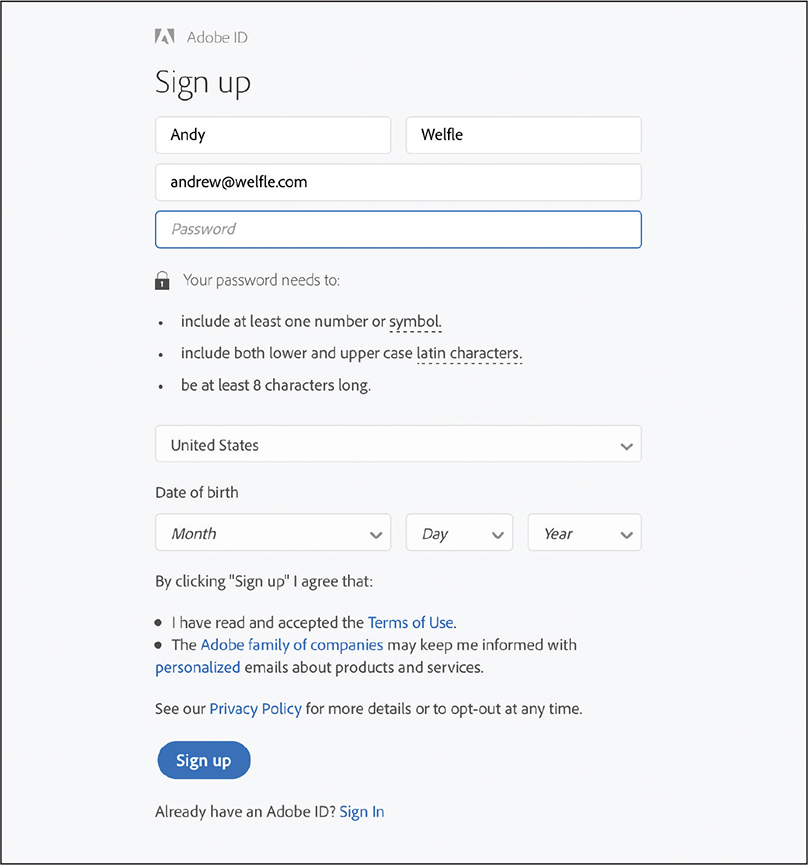 Adobe ID
Sign up
Andy
Welfle
andrew@welfle.com
Password
Your password needs to:
• include at least one number or symbol.
• include both lower and upper case latin characters.
• be at least 8 characters long.
United States
Date of birth
Month
Day
Year
By clicking "Sign up" I agree that:
• I have read and accepted the Terms of Use.
• The Adobe family of companies may keep me informed with
personalized emails about products and services.
See our Privacy Policy for more details or to opt-out at any time.
Sign up
Already have an Adobe ID? Sign In